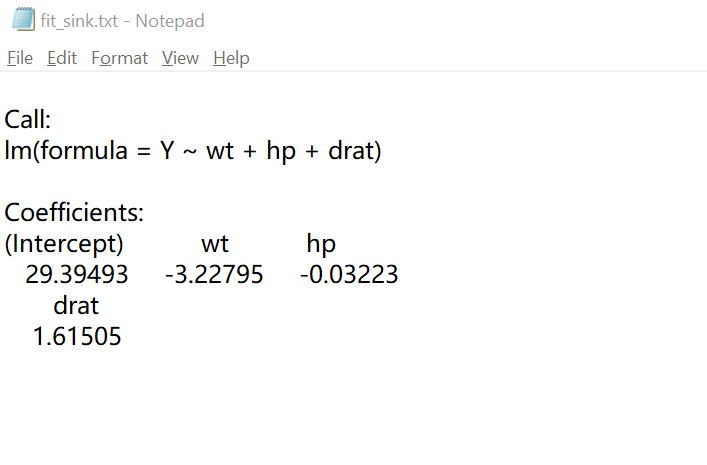 fit_sink.txt - Notepad
File Edit Format View Help
Call:
lm(formula = Y ~ wt + hp + drat)
Coefficients:
(Intercept) wt hp
29.39493 -3.22795 -0.03223
drat
1.61505